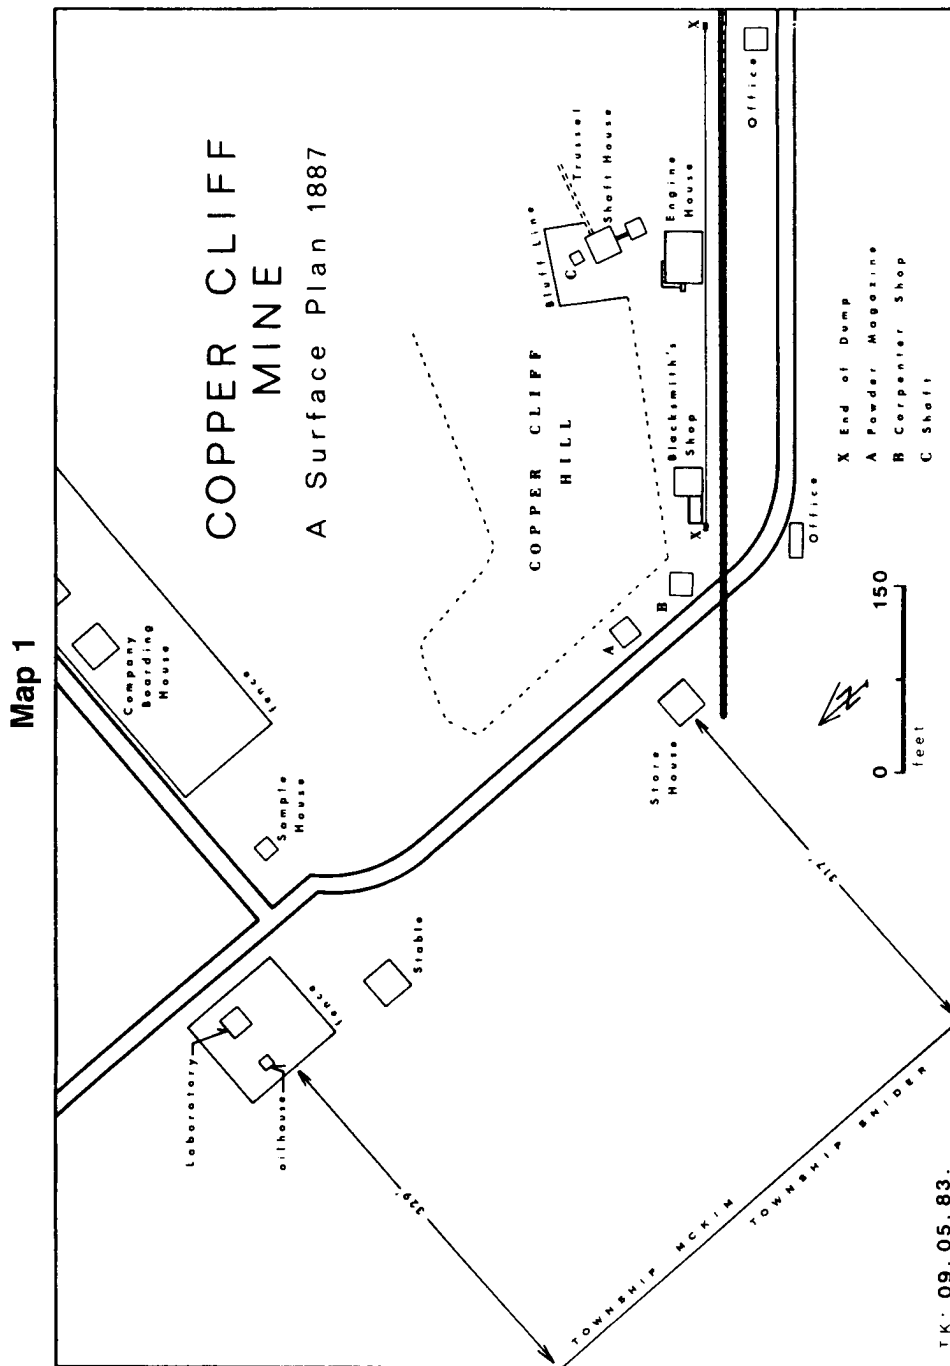 Map 1
COPPER CLIFF
MINE
A Surface Plan 1887
Company
Boarding
House
fence
Sample
House
Laboratory
oilhouse
fence
Stable
329'
TOWNSHIP MCKIM
TOWNSHIP SNIDER
317'
Store
House
A
B
COPPER CLIFF
HILL
Bluff Line
C
Trussel
Shaft House
Engine
House
Blacksmith's
Shop
X
X
Office
Office
X End of Dump
A Powder Magazine
B Carpenter Shop
C Shaft
N
0 150
feet
TK: 09.05.83.